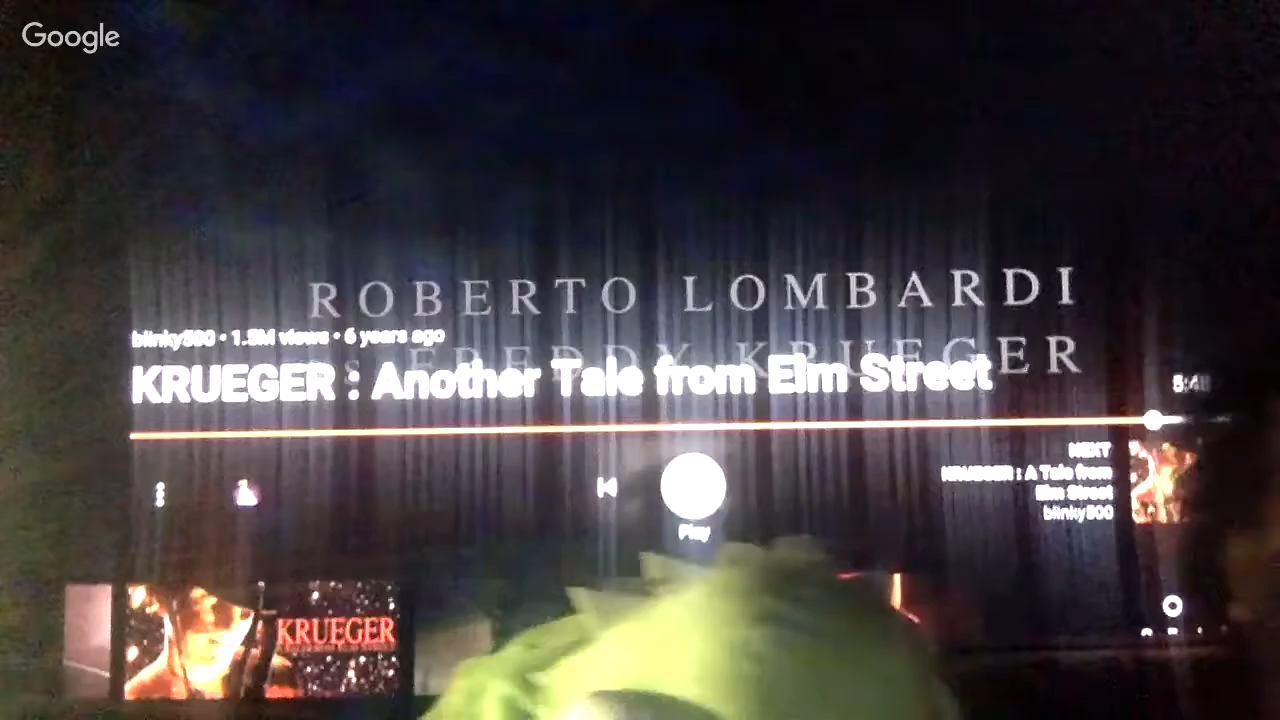 Google
ROBERTO LOMBARDI
blinky500 • 1.5M views • 6 years ago
AS FREDDY KRUEGER
KRUEGER : Another Tale from Elm Street
5:48
NEXT
KRUEGER : A Tale from
Elm Street
blinky500
Play
KRUEGER